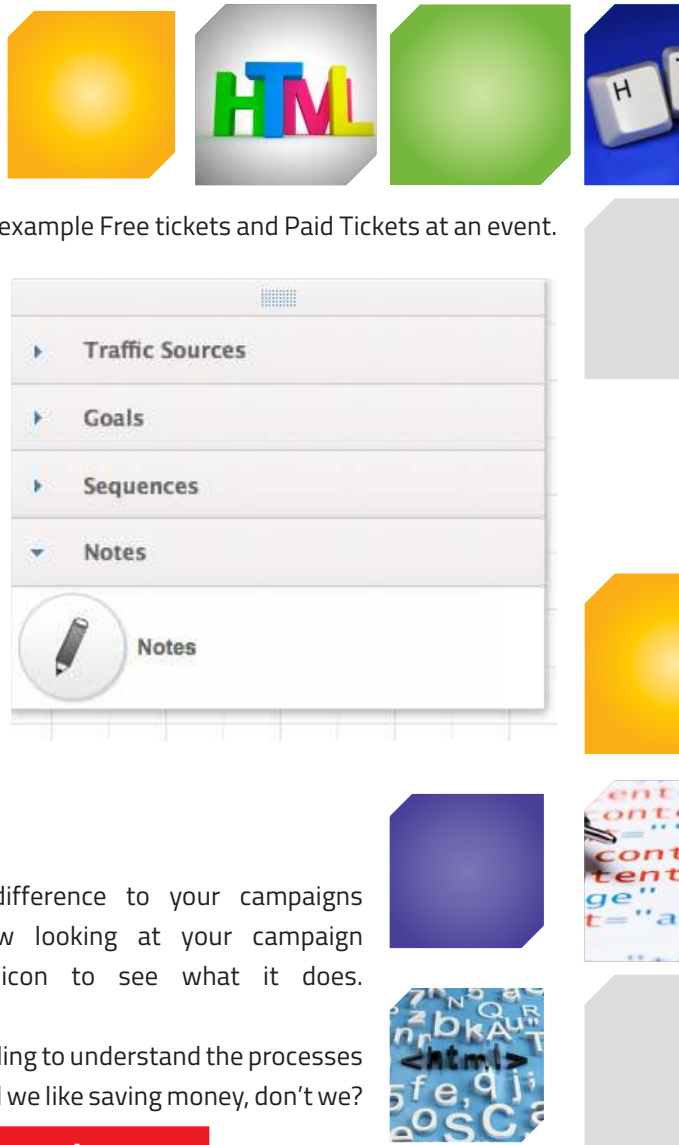 HTML
H
example Free tickets and Paid Tickets at an event.
Traffic Sources
Goals
Sequences
Notes
Notes
difference to your campaigns
looking at your campaign
icon to see what it does.
to understand the processes
we like saving money, don't we?
<html>